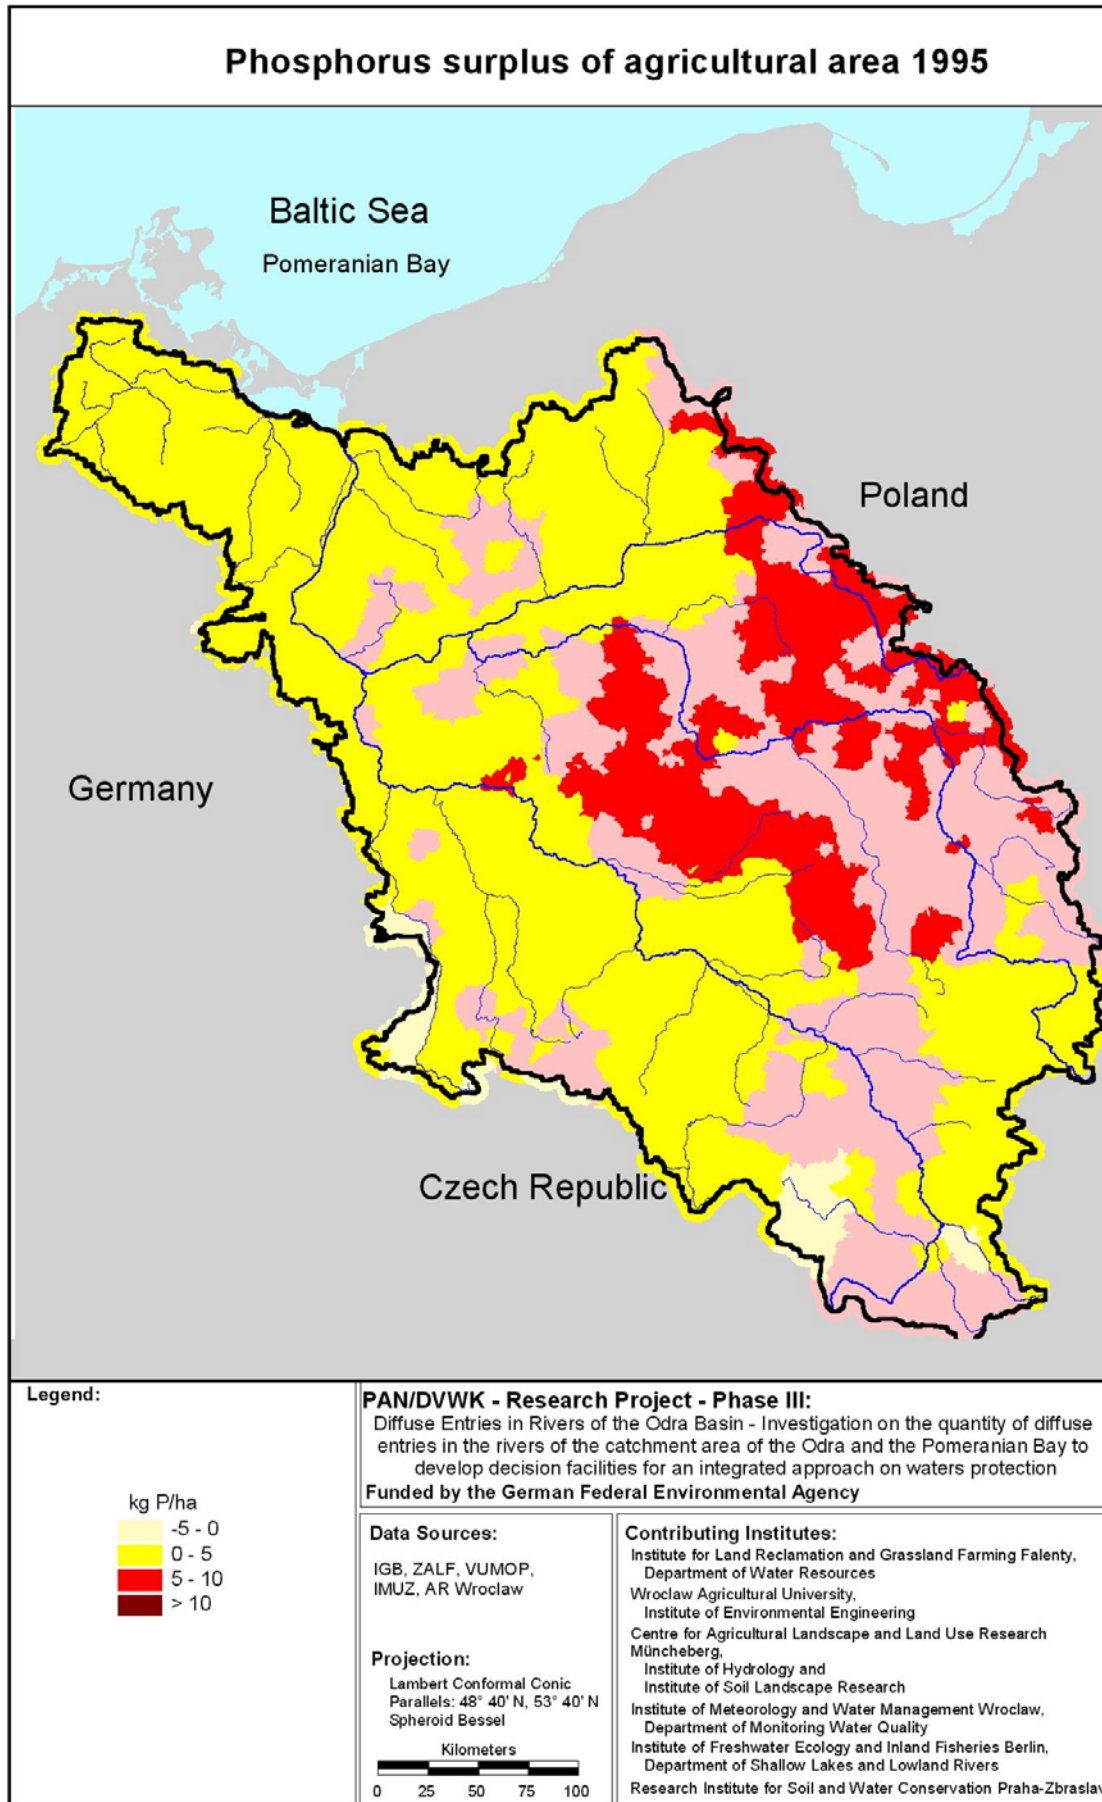 Phosphorus surplus of agricultural area 1995
Baltic Sea
Pomeranian Bay
Poland
Germany
Czech Republic
Legend:
kg P/ha
-5 - 0
0 - 5
5 - 10
> 10
PAN/DVWK - Research Project - Phase III:
Diffuse Entries in Rivers of the Odra Basin - Investigation on the quantity of diffuse
entries in the rivers of the catchment area of the Odra and the Pomeranian Bay to
develop decision facilities for an integrated approach on waters protection
Funded by the German Federal Environmental Agency
Data Sources:
IGB, ZALF, VUMOP,
IMUZ, AR Wroclaw
Projection:
Lambert Conformal Conic
Parallels: 48° 40' N, 53° 40' N
Spheroid Bessel
Kilometers
0 25 50 75 100
Contributing Institutes:
Institute for Land Reclamation and Grassland Farming Falenty,
Department of Water Resources
Wroclaw Agricultural University,
Institute of Environmental Engineering
Centre for Agricultural Landscape and Land Use Research
Müncheberg,
Institute of Hydrology and
Institute of Soil Landscape Research
Institute of Meteorology and Water Management Wroclaw,
Department of Monitoring Water Quality
Institute of Freshwater Ecology and Inland Fisheries Berlin,
Department of Shallow Lakes and Lowland Rivers
Research Institute for Soil and Water Conservation Praha-Zbraslav